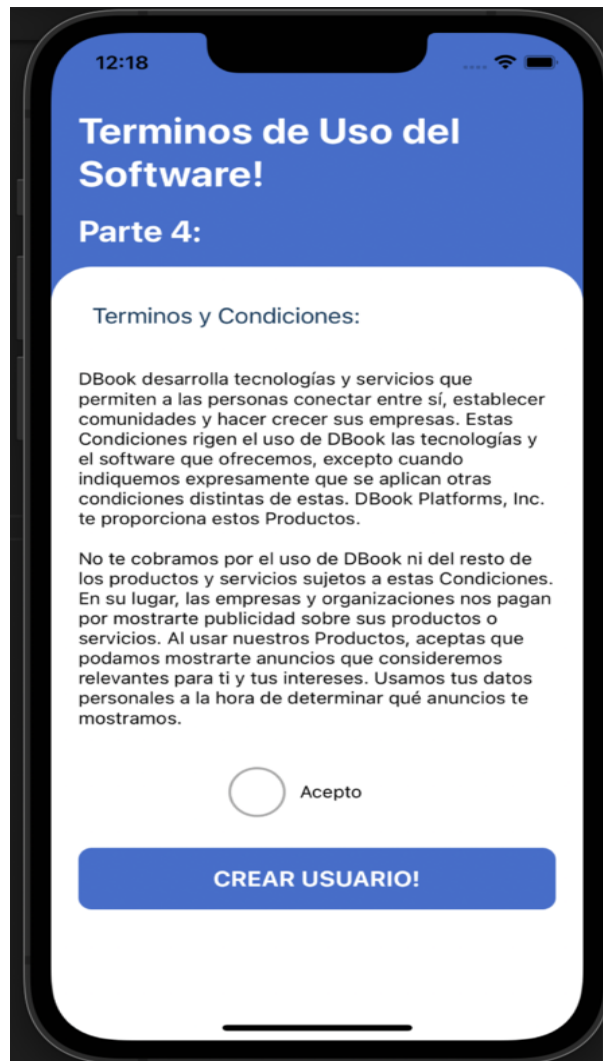 12:18
Terminos de Uso del
Software!
Parte 4:
Terminos y Condiciones:
DBook desarrolla tecnologías y servicios que
permiten a las personas conectar entre sí, establecer
comunidades y hacer crecer sus empresas. Estas
Condiciones rigen el uso de DBook las tecnologías y
el software que ofrecemos, excepto cuando
indiquemos expresamente que se aplican otras
condiciones distintas de estas. DBook Platforms, Inc.
te proporciona estos Productos.
No te cobramos por el uso de DBook ni del resto de
los productos y servicios sujetos a estas Condiciones.
En su lugar, las empresas y organizaciones nos pagan
por mostrarte publicidad sobre sus productos o
servicios. Al usar nuestros Productos, aceptas que
podamos mostrarte anuncios que consideremos
relevantes para ti y tus intereses. Usamos tus datos
personales a la hora de determinar qué anuncios te
mostramos.
Acepto
CREAR USUARIO!